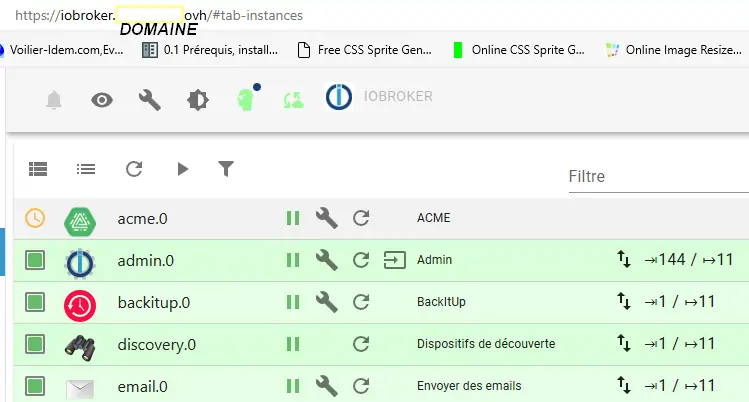 https://iobroker. ovh/#tab-instances
DOMAINE
Voilier-Idem.com,Ev... 0.1 Prérequis, install... Free CSS Sprite Gen... Online CSS Sprite G... Online Image Resize...
IOBROKER
Filtre
acme.0 ACME
admin.0 Admin ⇥144 / ↦11
backitup.0 BackItUp ⇥1 / ↦11
discovery.0 Dispositifs de découverte ⇥1 / ↦11
email.0 Envoyer des emails ⇥1 / ↦11